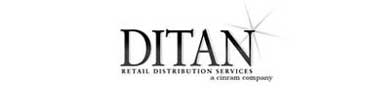 DITAN
RETAIL DISTRIBUTION SERVICES
a cinram company